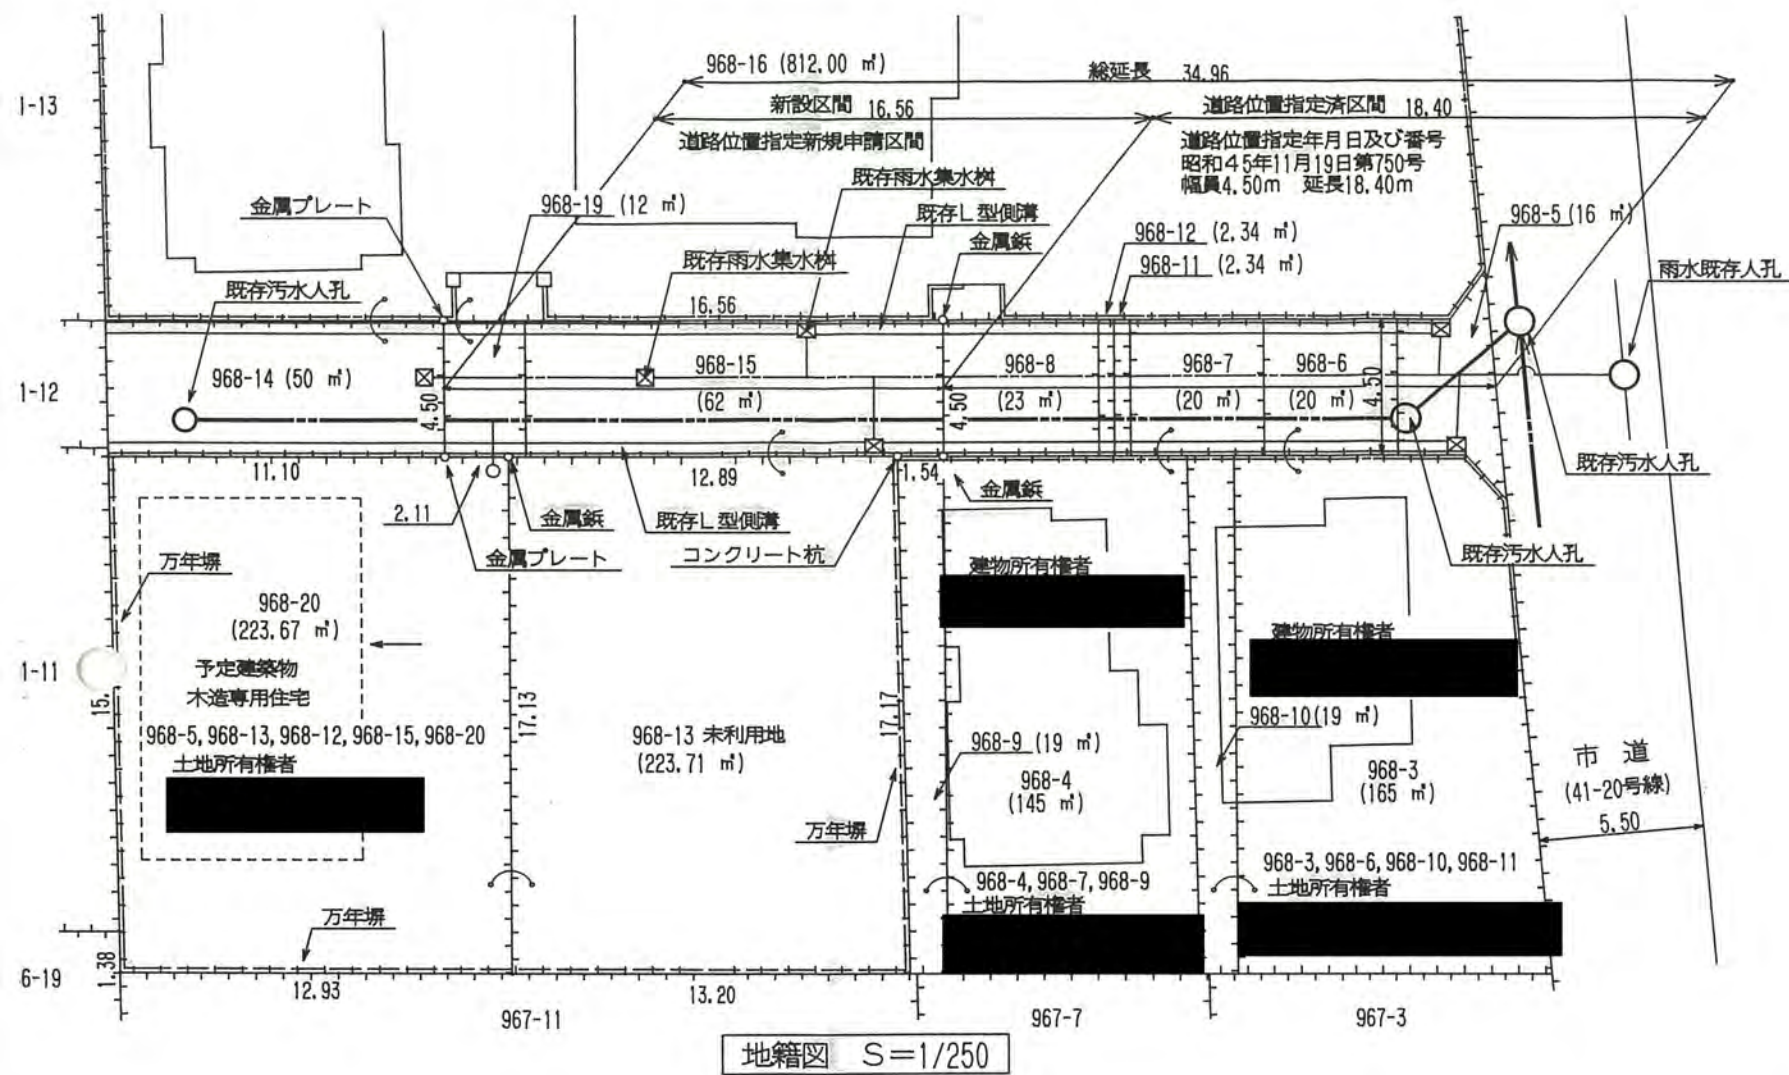 968-16 (812.00 ㎡)
総延長 34.96
1-13
新設区間 16.56
道路位置指定済区間 18.40
道路位置指定新規申請区間
道路位置指定年月日及び番号
昭和45年11月19日第750号
幅員4.50m 延長18.40m
既存雨水集水桝
金属プレート
968-19 (12 ㎡)
既存L型側溝
968-5 (16 ㎡)
968-12 (2.34 ㎡)
金属鋲
968-11 (2.34 ㎡)
既存雨水集水桝
雨水既存人孔
既存汚水人孔
16.56
968-14 (50 ㎡)
968-15
(62 ㎡)
968-8
(23 ㎡)
968-7
(20 ㎡)
968-6
(20 ㎡)
1-12
4.50
4.50
4.50
既存汚水人孔
11.10
12.89
1.54
金属鋲
2.11
金属鋲
既存L型側溝
金属プレート
コンクリート杭
既存汚水人孔
万年塀
建物所有権者
968-20
(223.67 ㎡)
建物所有権者
1-11
予定建築物
木造専用住宅
15.
17.13
17.17
968-10(19 ㎡)
968-5, 968-13, 968-12, 968-15, 968-20
土地所有権者
968-13 未利用地
(223.71 ㎡)
968-9 (19 ㎡)
968-4
(145 ㎡)
968-3
(165 ㎡)
市道
(41-20号線)
5.50
万年塀
968-4, 968-7, 968-9
土地所有権者
968-3, 968-6, 968-10, 968-11
土地所有権者
万年塀
6-19
1.38
12.93
13.20
967-11
967-7
967-3
地籍図 S=1/250